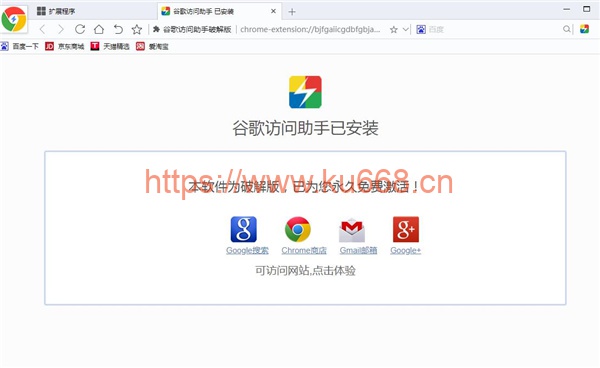 扩展程序
谷歌访问助手 已安装
谷歌访问助手破解版 chrome-extension://bjfgaiicgdbfgbja...
百度
百度一下 京东商城 天猫精选 爱淘宝
谷歌访问助手已安装
本软件为破解版，已为您永久免费激活！
https://www.ku668.cn
Google搜索 Chrome商店 Gmail邮箱 Google+
可访问网站,点击体验